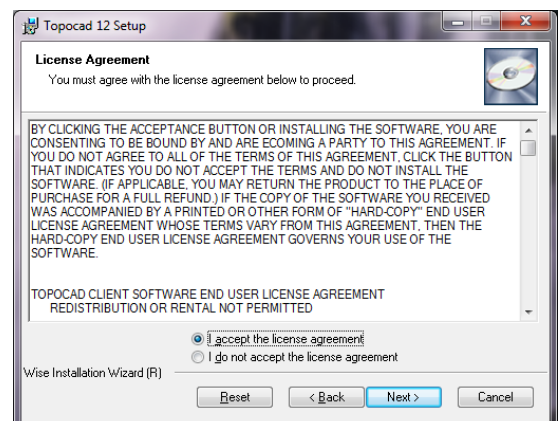 Topocad 12 Setup
License Agreement
You must agree with the license agreement below to proceed.
BY CLICKING THE ACCEPTANCE BUTTON OR INSTALLING THE SOFTWARE, YOU ARE
CONSENTING TO BE BOUND BY AND ARE ECOMING A PARTY TO THIS AGREEMENT. IF
YOU DO NOT AGREE TO ALL OF THE TERMS OF THIS AGREEMENT, CLICK THE BUTTON
THAT INDICATES YOU DO NOT ACCEPT THE TERMS AND DO NOT INSTALL THE
SOFTWARE. (IF APPLICABLE, YOU MAY RETURN THE PRODUCT TO THE PLACE OF
PURCHASE FOR A FULL REFUND.) IF THE COPY OF THE SOFTWARE YOU RECEIVED
WAS ACCOMPANIED BY A PRINTED OR OTHER FORM OF "HARD-COPY" END USER
LICENSE AGREEMENT WHOSE TERMS VARY FROM THIS AGREEMENT, THEN THE
HARD-COPY END USER LICENSE AGREEMENT GOVERNS YOUR USE OF THE
SOFTWARE.
TOPOCAD CLIENT SOFTWARE END USER LICENSE AGREEMENT
REDISTRIBUTION OR RENTAL NOT PERMITTED
I accept the license agreement
I do not accept the license agreement
Wise Installation Wizard (R)
Reset
< Back
Next >
Cancel